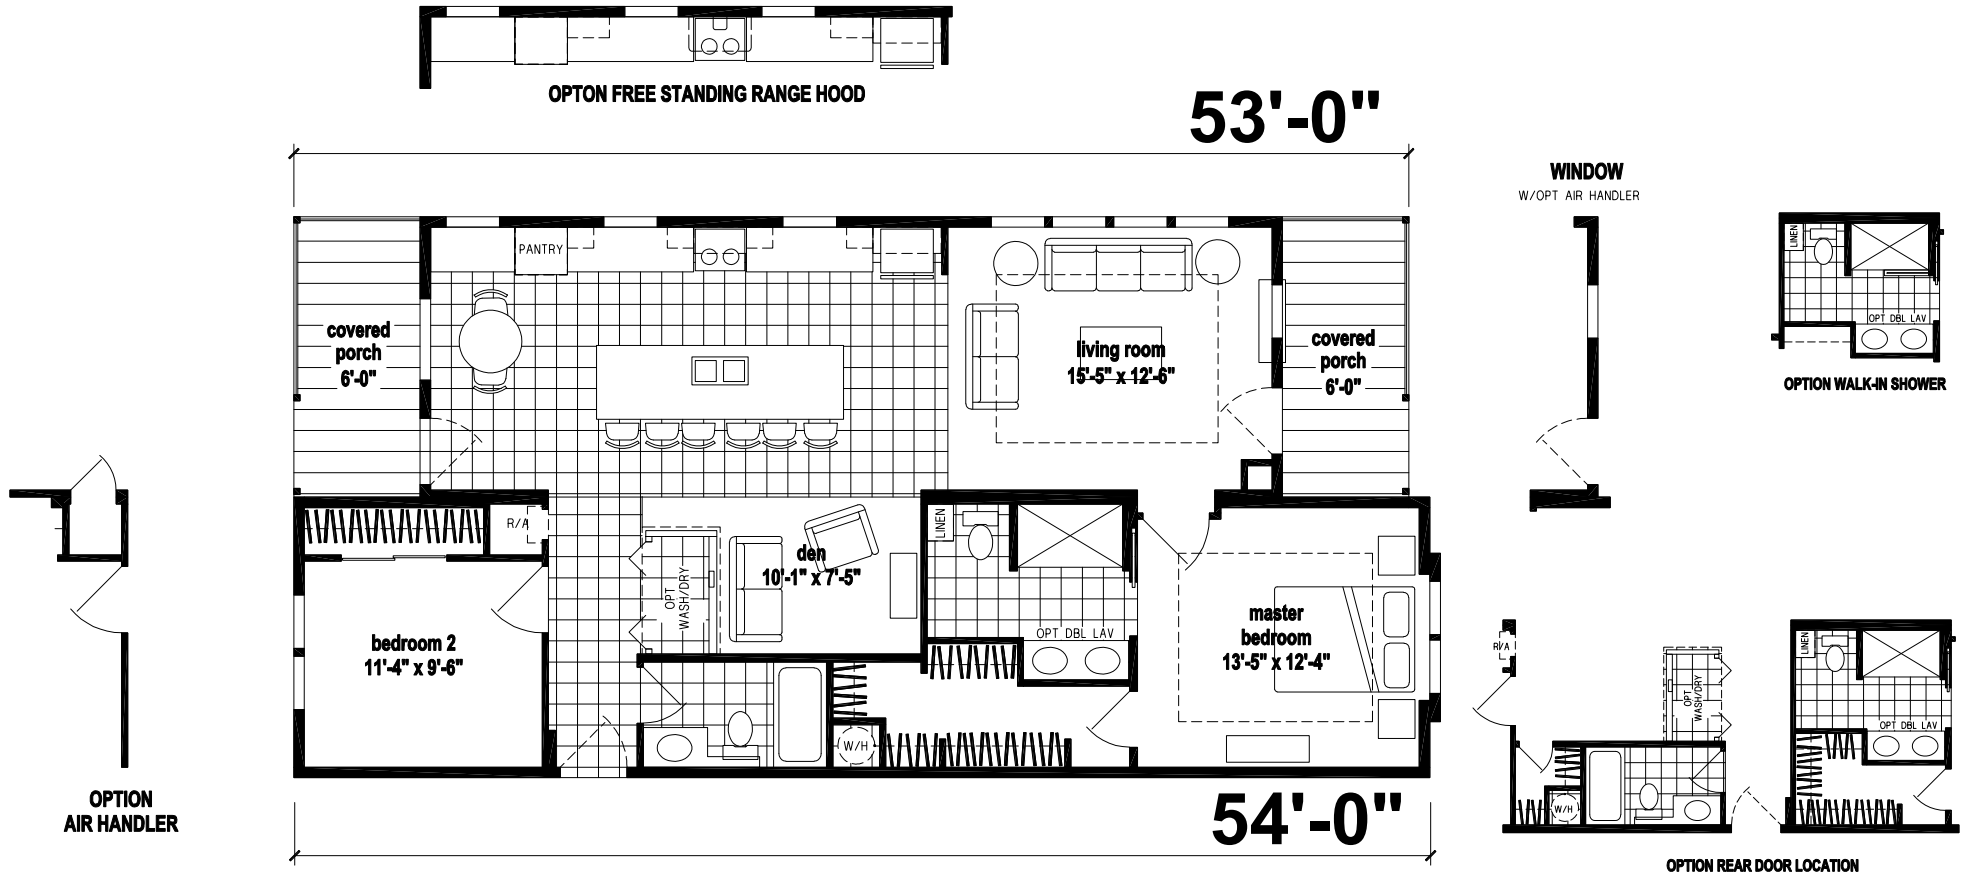 OPTON FREE STANDING RANGE HOOD
53'-0"
WINDOW
W/OPT AIR HANDLER
PANTRY
covered
porch
6'-0"
living room
15'-5" x 12'-6"
covered
porch
6'-0"
LINEN
OPT DBL LAV
OPTION WALK-IN SHOWER
R/A
den
10'-1" x 7'-5"
OPT
WASH/DRY
LINEN
OPT DBL LAV
bedroom 2
11'-4" x 9'-6"
master
bedroom
13'-5" x 12'-4"
W/H
OPTION
AIR HANDLER
54'-0"
R/A
OPT
WASH/DRY
W/H
LINEN
OPT DBL LAV
OPTION REAR DOOR LOCATION